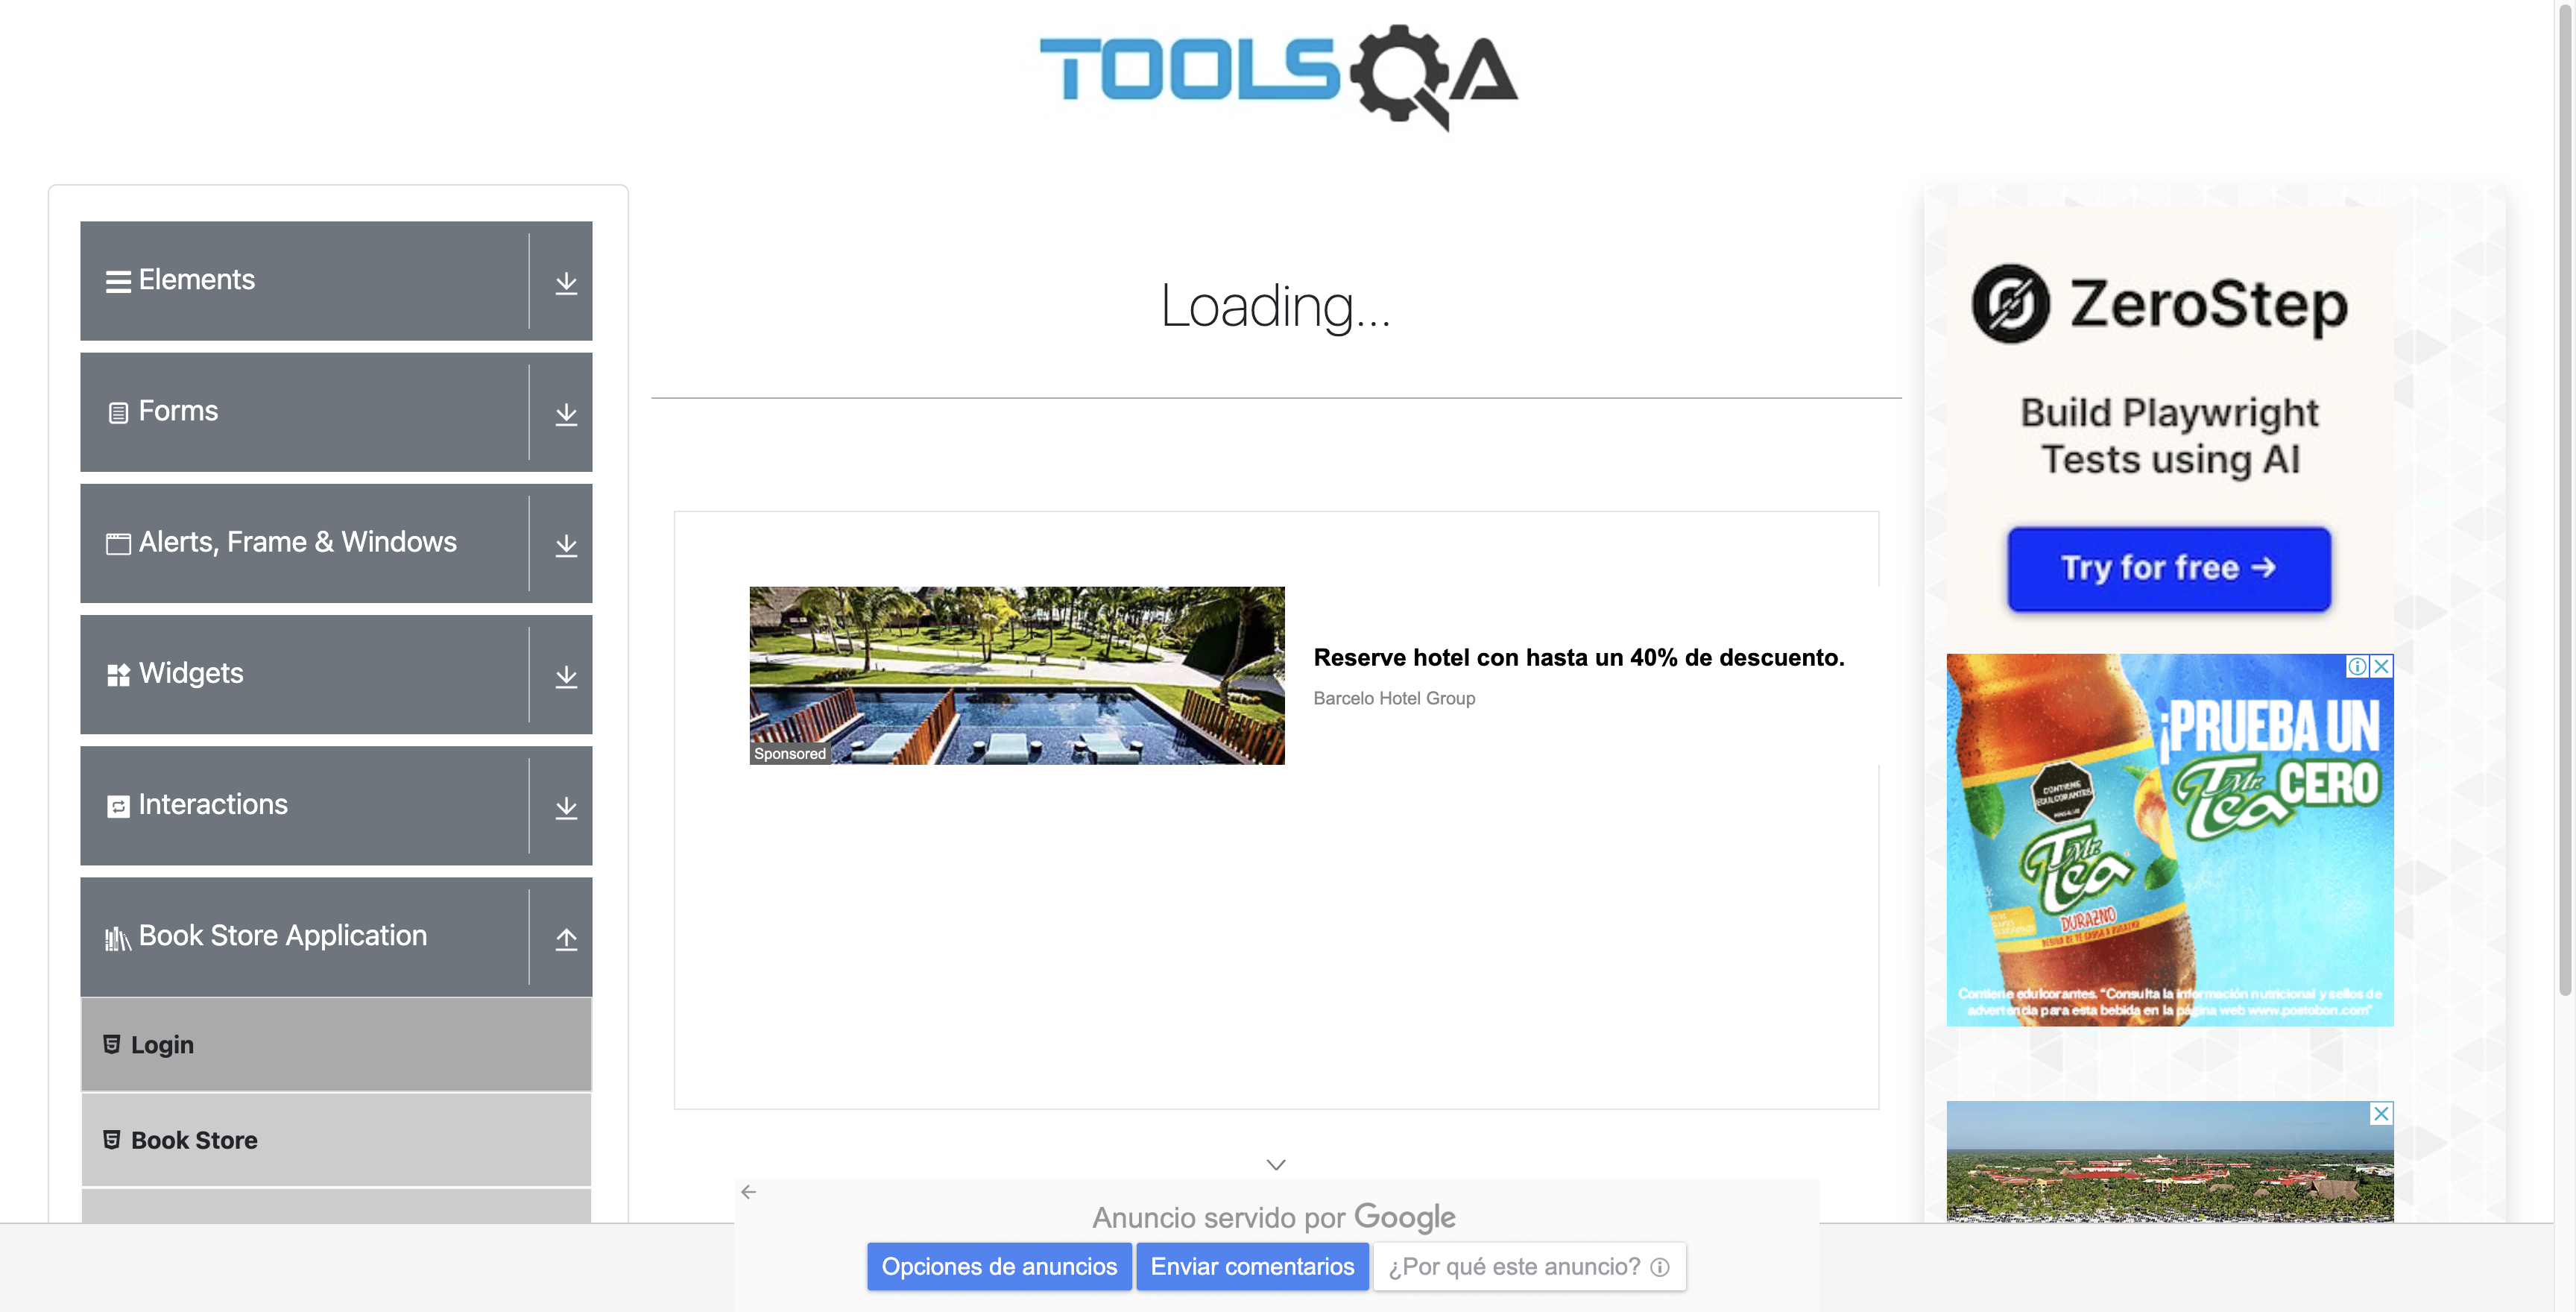 TOOLSQA
Elements
Forms
Alerts, Frame & Windows
Widgets
Interactions
Book Store Application
Login
Book Store
Loading...
Reserve hotel con hasta un 40% de descuento.
Barcelo Hotel Group
Sponsored
ZeroStep
Build Playwright
Tests using AI
Try for free →
¡PRUEBA UN
Mr. Tea CERO
CONTIENE
EDULCORANTES
Mr.
Tea
DURAZNO
Contiene edulcorantes. "Consulta la información nutricional y sellos de
advertencia para esta bebida en la página web www.postobon.com"
Anuncio servido por Google
Opciones de anuncios
Enviar comentarios
¿Por qué este anuncio?